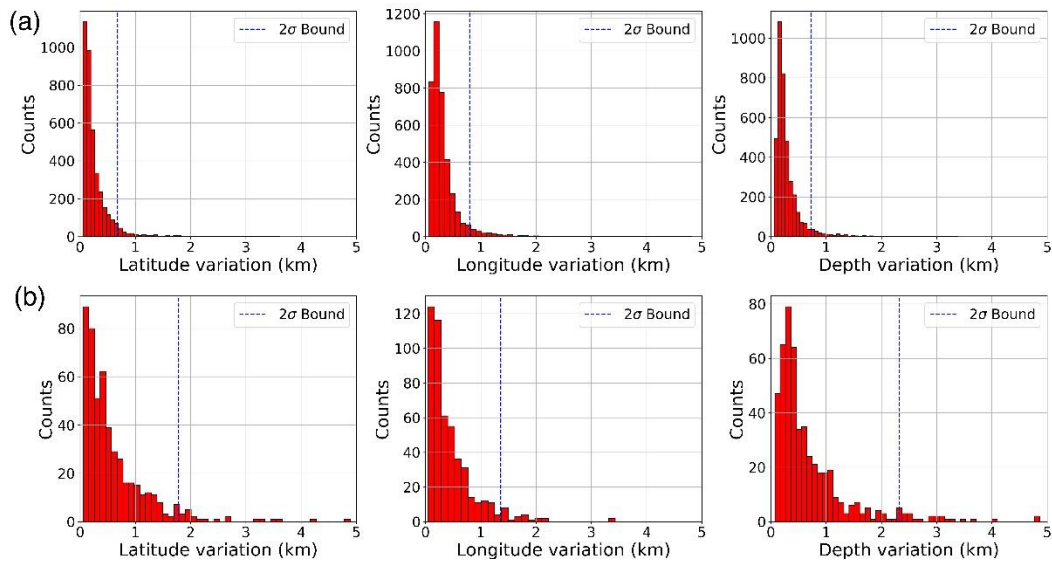 (a)
1000
800
600
400
200
0
Counts
2σ Bound
0 1 2 3 4 5
Latitude variation (km)
1200
1000
800
600
400
200
0
Counts
2σ Bound
0 1 2 3 4 5
Longitude variation (km)
1000
800
600
400
200
0
Counts
2σ Bound
0 1 2 3 4 5
Depth variation (km)
(b)
80
60
40
20
0
Counts
2σ Bound
0 1 2 3 4 5
Latitude variation (km)
120
100
80
60
40
20
0
Counts
2σ Bound
0 1 2 3 4 5
Longitude variation (km)
80
60
40
20
0
Counts
2σ Bound
0 1 2 3 4 5
Depth variation (km)